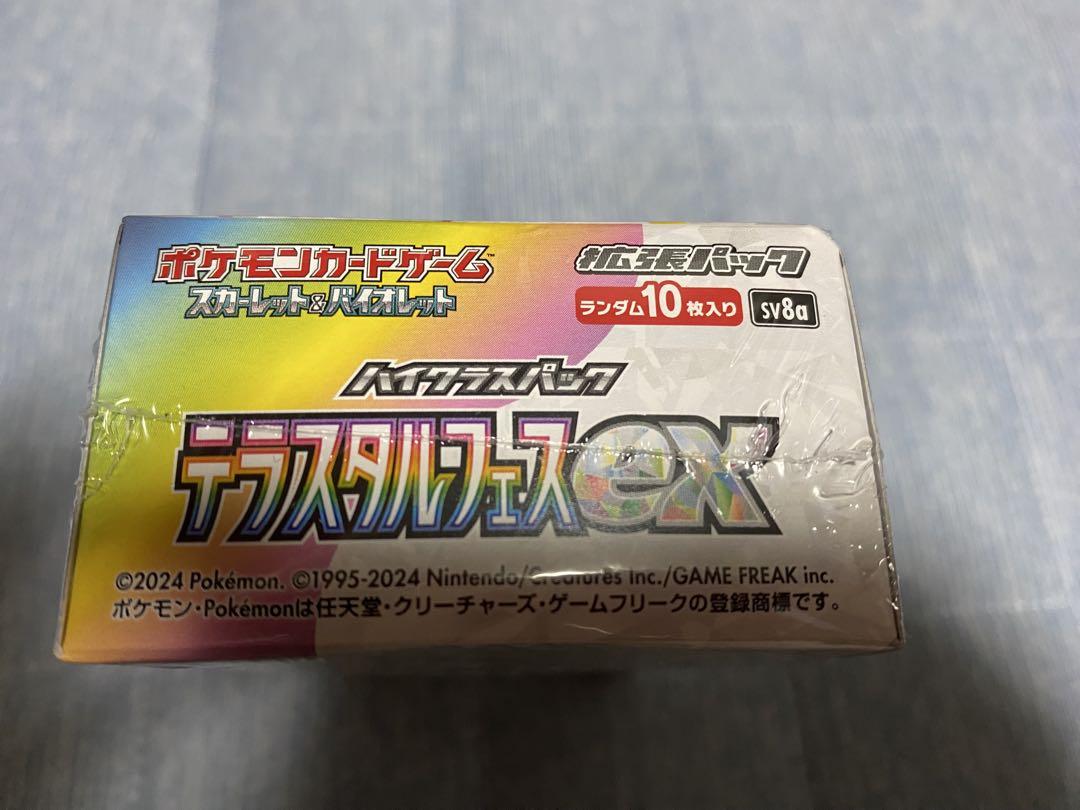 ポケモンカードゲーム™
スカーレット&バイオレット
拡張パック
ランダム10枚入り
SV8a
ハイクラスパック
テラスタルフェスex
©2024 Pokémon. ©1995-2024 Nintendo/Creatures Inc./GAME FREAK inc.
ポケモン・Pokémonは任天堂・クリーチャーズ・ゲームフリークの登録商標です。